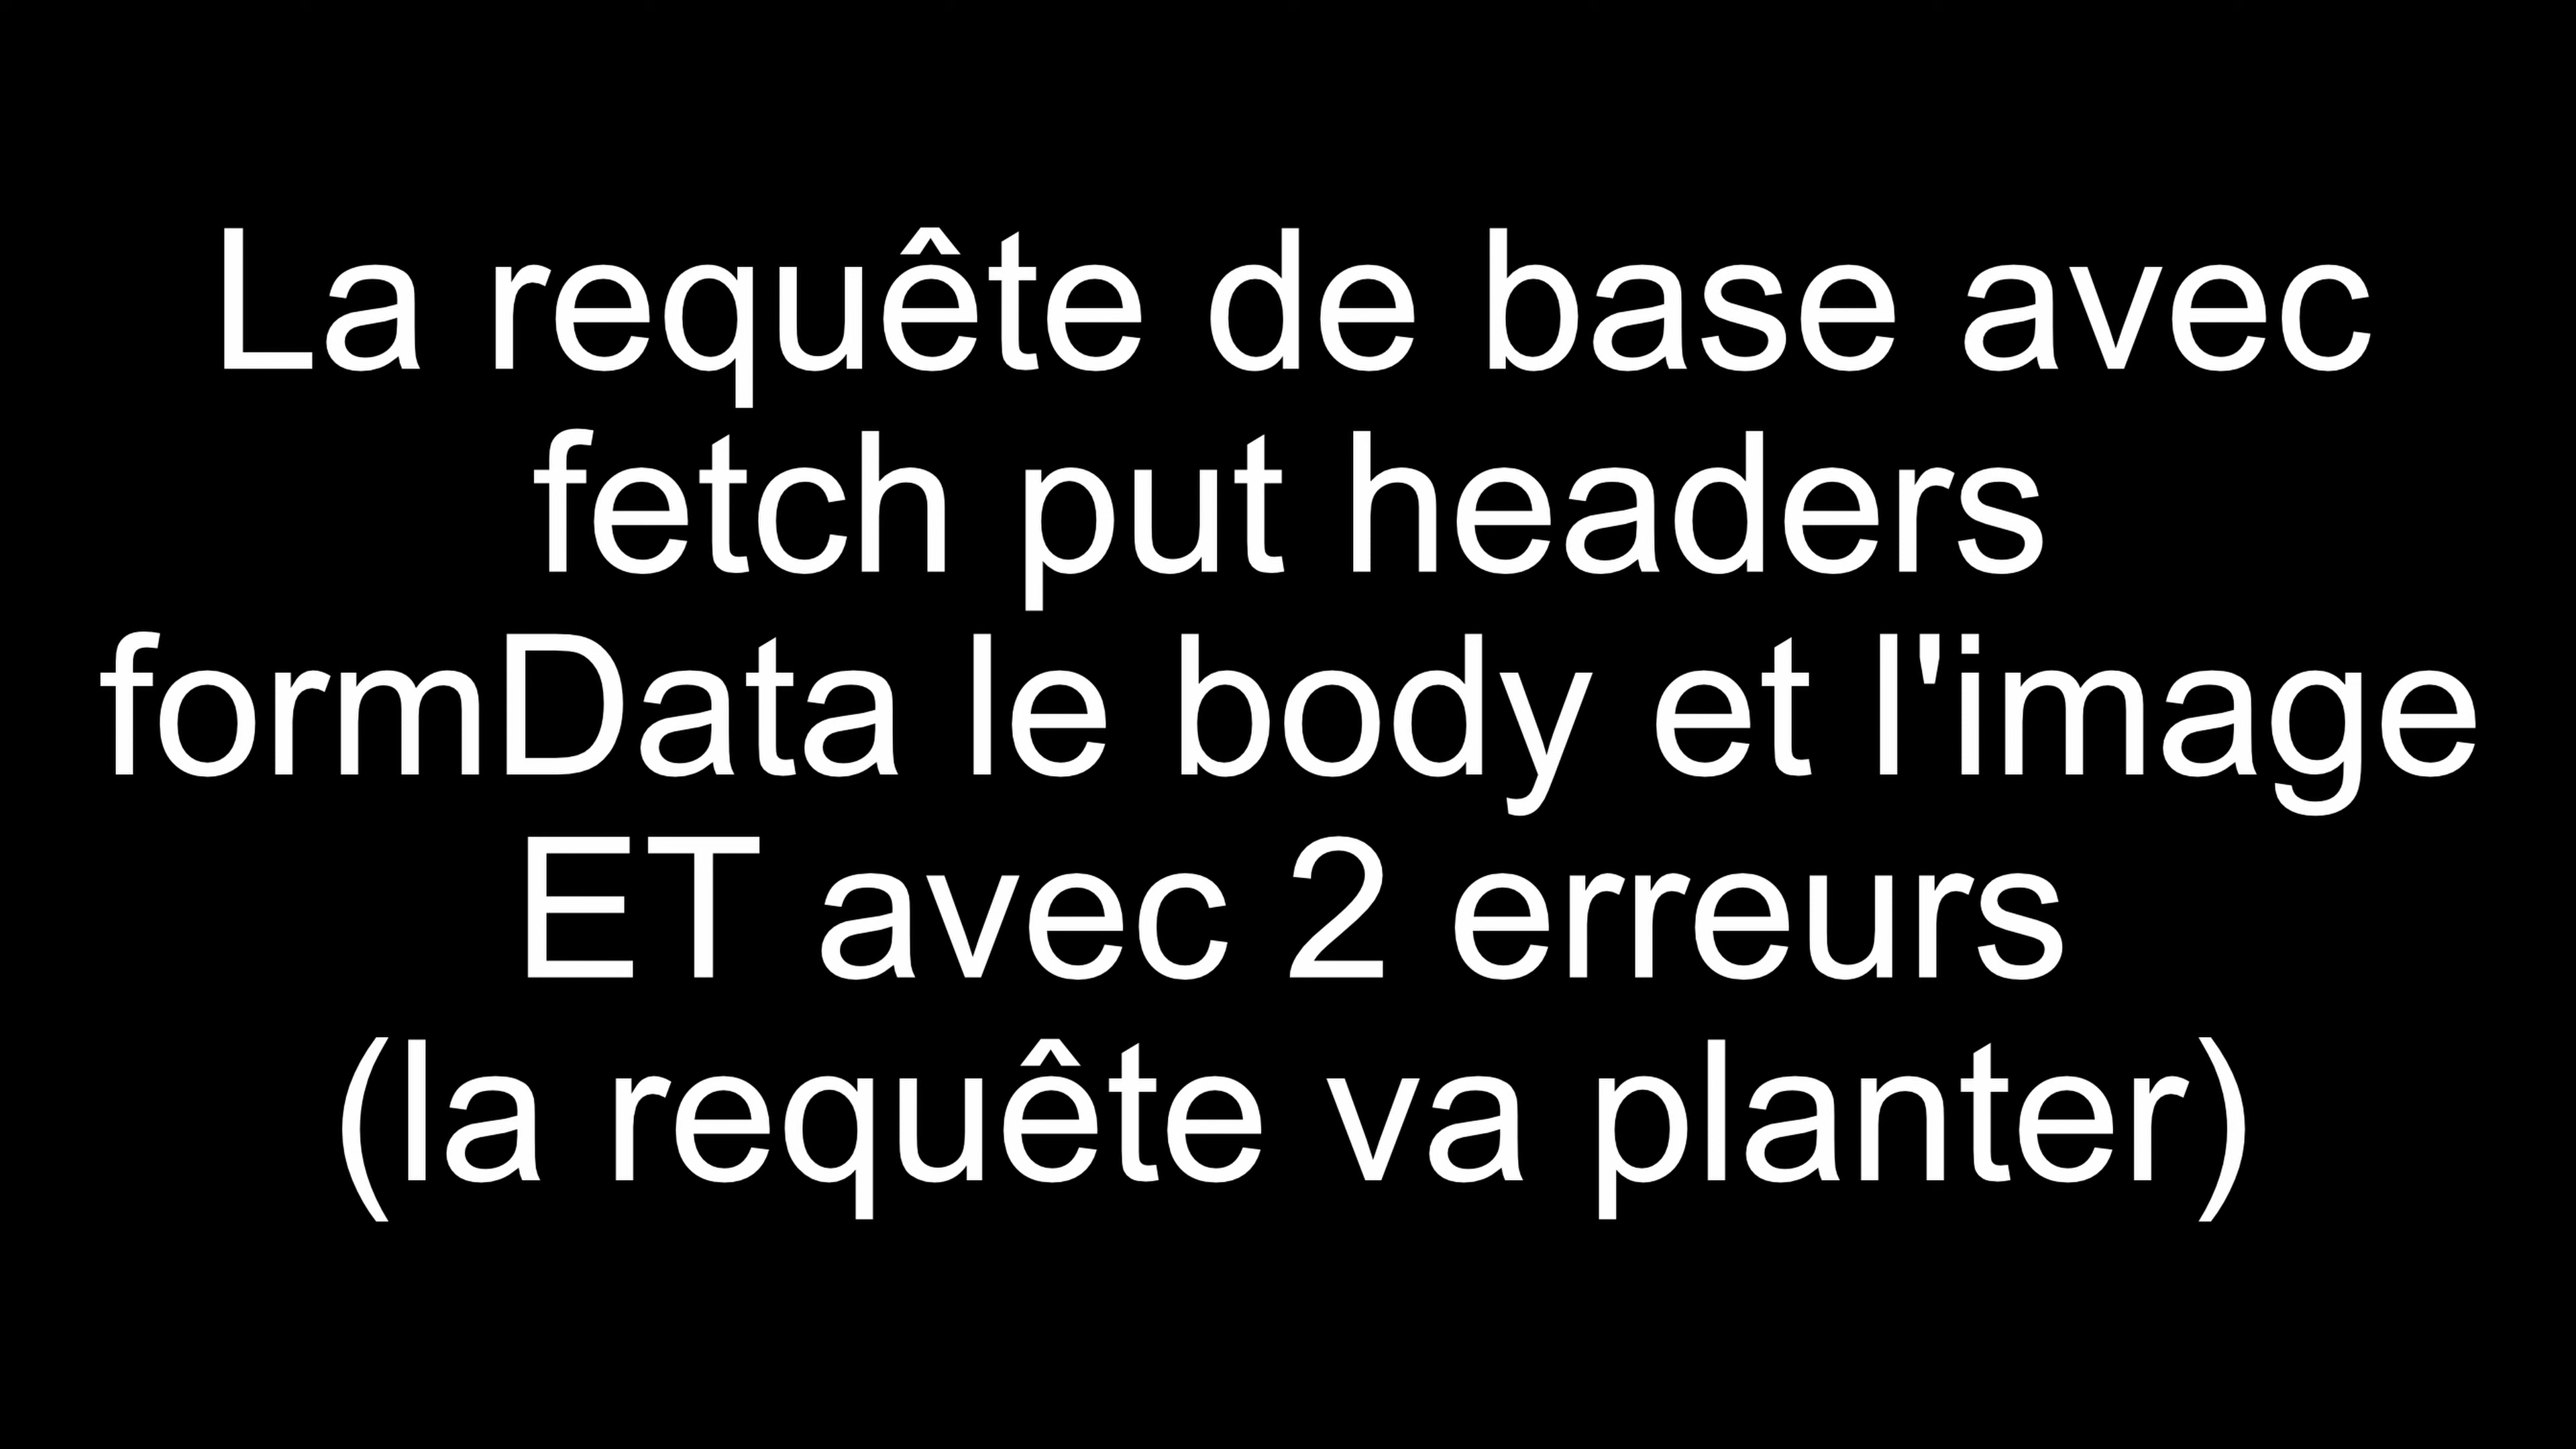 La requête de base avec
fetch put headers
formData le body et l'image
ET avec 2 erreurs
(la requête va planter)